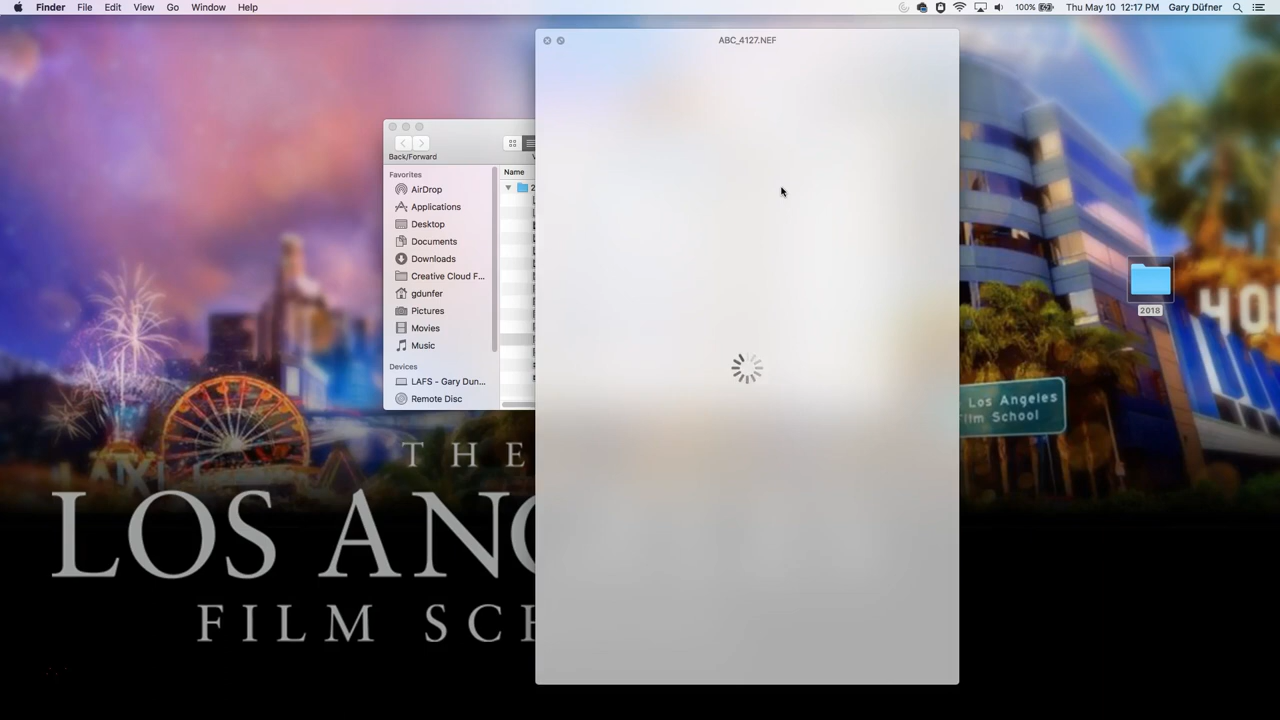 Finder File Edit View Go Window Help 100% Thu May 10 12:17 PM Gary Düfner
ABC_4127.NEF
Back/Forward
Favorites
Name
AirDrop
2
Applications
Desktop
Documents
Downloads
Creative Cloud F...
gdunfer
Pictures
Movies
Music
Devices
LAFS - Gary Dun...
Remote Disc
2018
Los Angeles
Film School
THE
LOS ANG
FILM SCH